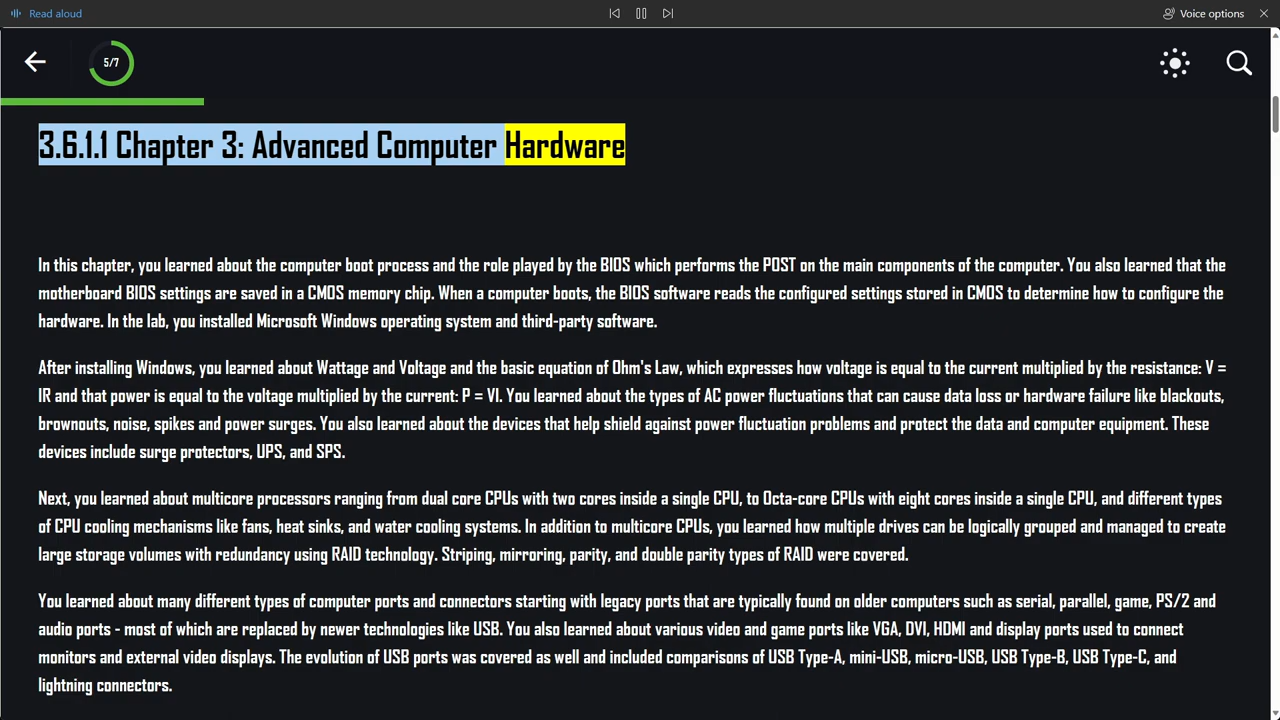 Read aloud
Voice options
5/7
3.6.1.1 Chapter 3: Advanced Computer Hardware
In this chapter, you learned about the computer boot process and the role played by the BIOS which performs the POST on the main components of the computer. You also learned that the
motherboard BIOS settings are saved in a CMOS memory chip. When a computer boots, the BIOS software reads the configured settings stored in CMOS to determine how to configure the
hardware. In the lab, you installed Microsoft Windows operating system and third-party software.
After installing Windows, you learned about Wattage and Voltage and the basic equation of Ohm's Law, which expresses how voltage is equal to the current multiplied by the resistance: V =
IR and that power is equal to the voltage multiplied by the current: P = VI. You learned about the types of AC power fluctuations that can cause data loss or hardware failure like blackouts,
brownouts, noise, spikes and power surges. You also learned about the devices that help shield against power fluctuation problems and protect the data and computer equipment. These
devices include surge protectors, UPS, and SPS.
Next, you learned about multicore processors ranging from dual core CPUs with two cores inside a single CPU, to Octa-core CPUs with eight cores inside a single CPU, and different types
of CPU cooling mechanisms like fans, heat sinks, and water cooling systems. In addition to multicore CPUs, you learned how multiple drives can be logically grouped and managed to create
large storage volumes with redundancy using RAID technology. Striping, mirroring, parity, and double parity types of RAID were covered.
You learned about many different types of computer ports and connectors starting with legacy ports that are typically found on older computers such as serial, parallel, game, PS/2 and
audio ports - most of which are replaced by newer technologies like USB. You also learned about various video and game ports like VGA, DVI, HDMI and display ports used to connect
monitors and external video displays. The evolution of USB ports was covered as well and included comparisons of USB Type-A, mini-USB, micro-USB, USB Type-B, USB Type-C, and
lightning connectors.